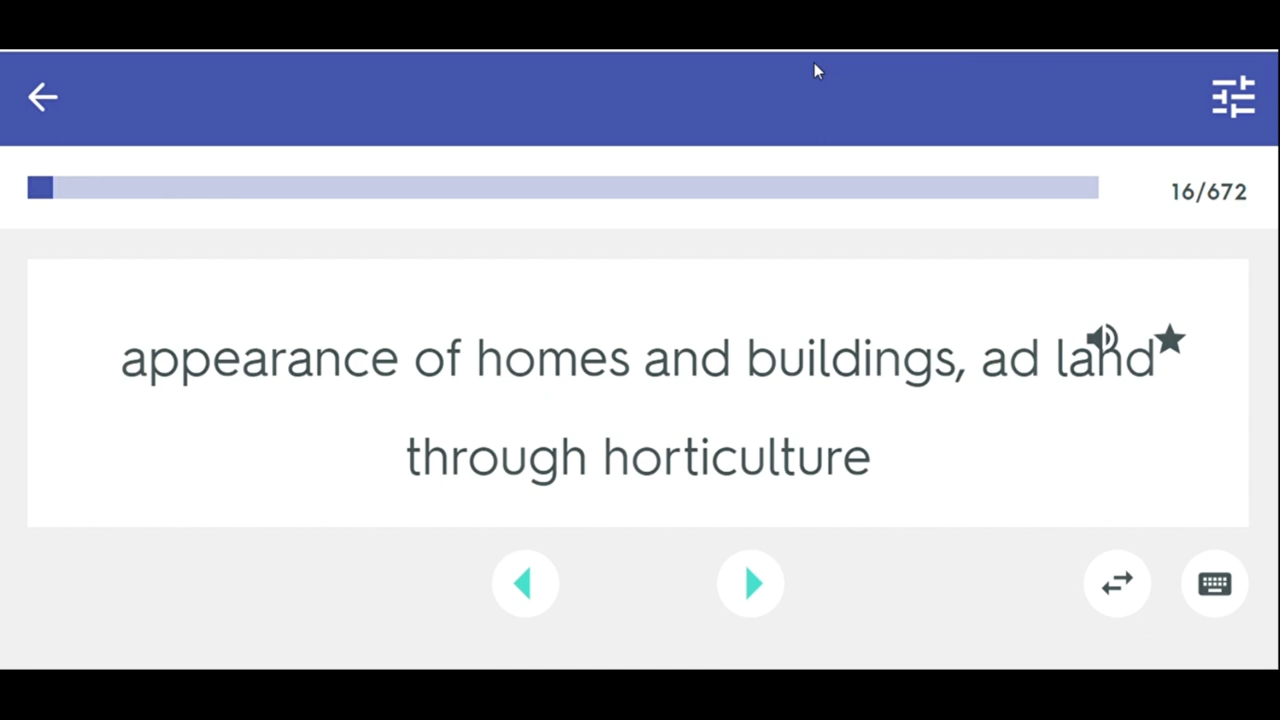 16/672
appearance of homes and buildings, ad land
through horticulture